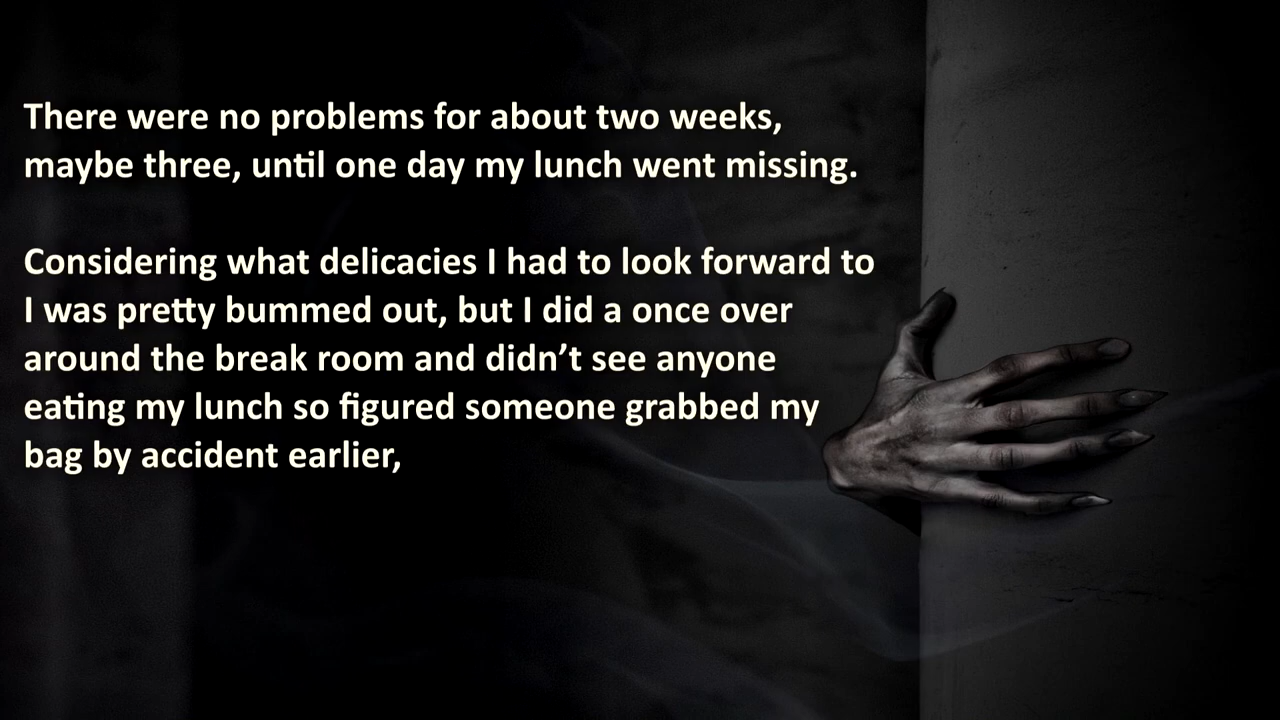 There were no problems for about two weeks,
maybe three, until one day my lunch went missing.
Considering what delicacies I had to look forward to
I was pretty bummed out, but I did a once over
around the break room and didn’t see anyone
eating my lunch so figured someone grabbed my
bag by accident earlier,